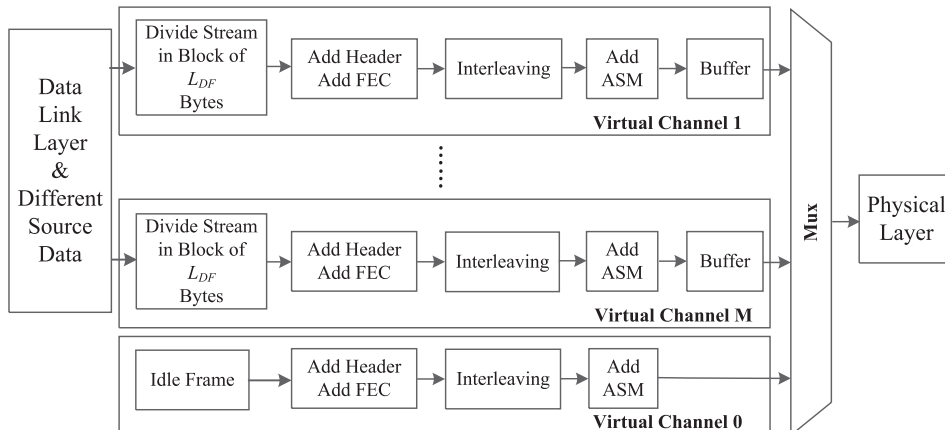 Data
Link
Layer
&
Different
Source
Data
Divide Stream
in Block of
L_DF
Bytes
Add Header
Add FEC
Interleaving
Add
ASM
Buffer
Virtual Channel 1
Divide Stream
in Block of
L_DF
Bytes
Add Header
Add FEC
Interleaving
Add
ASM
Buffer
Virtual Channel M
Idle Frame
Add Header
Add FEC
Interleaving
Add
ASM
Virtual Channel 0
Mux
Physical
Layer